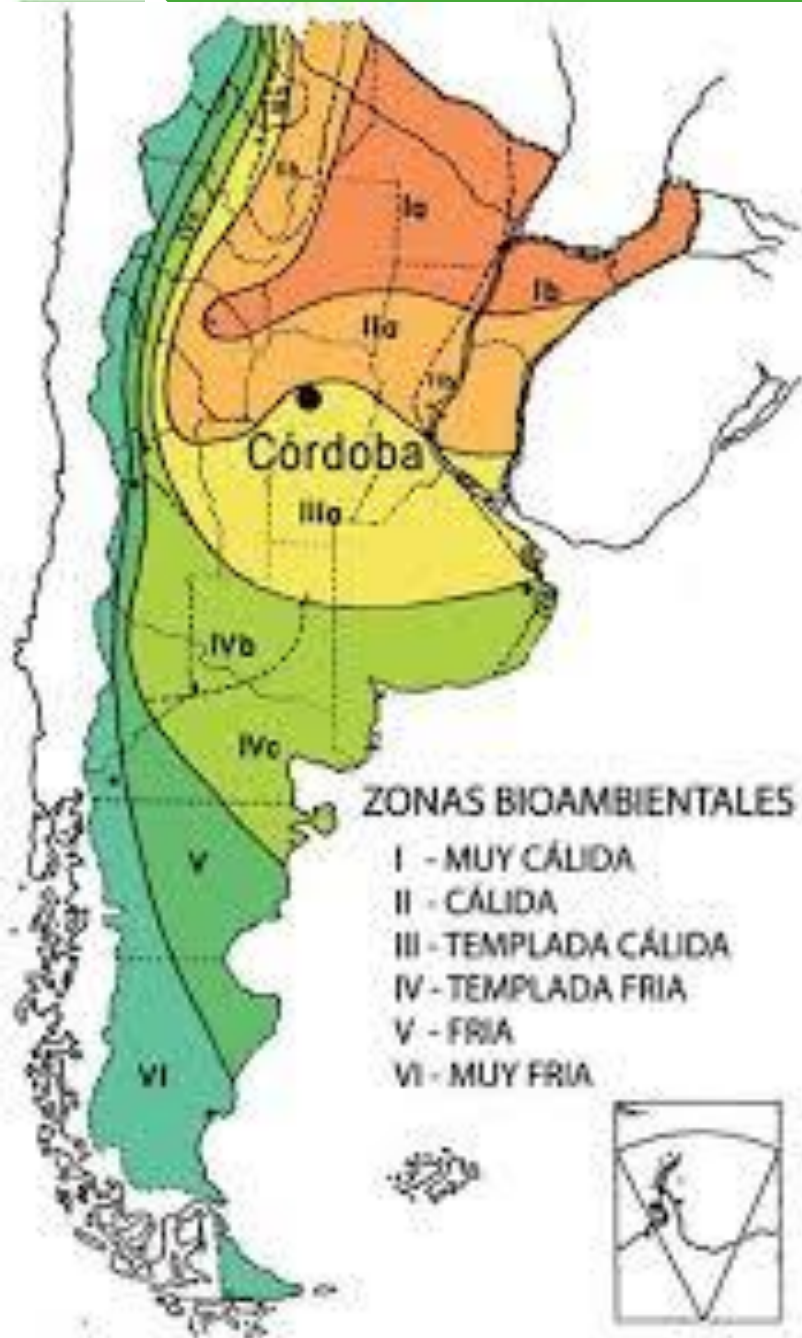 Ia
Ib
IIa
Córdoba
IIIa
IVb
IVc
ZONAS BIOAMBIENTALES
I - MUY CÁLIDA
II - CÁLIDA
III - TEMPLADA CÁLIDA
IV - TEMPLADA FRIA
V - FRIA
VI - MUY FRIA
V
VI